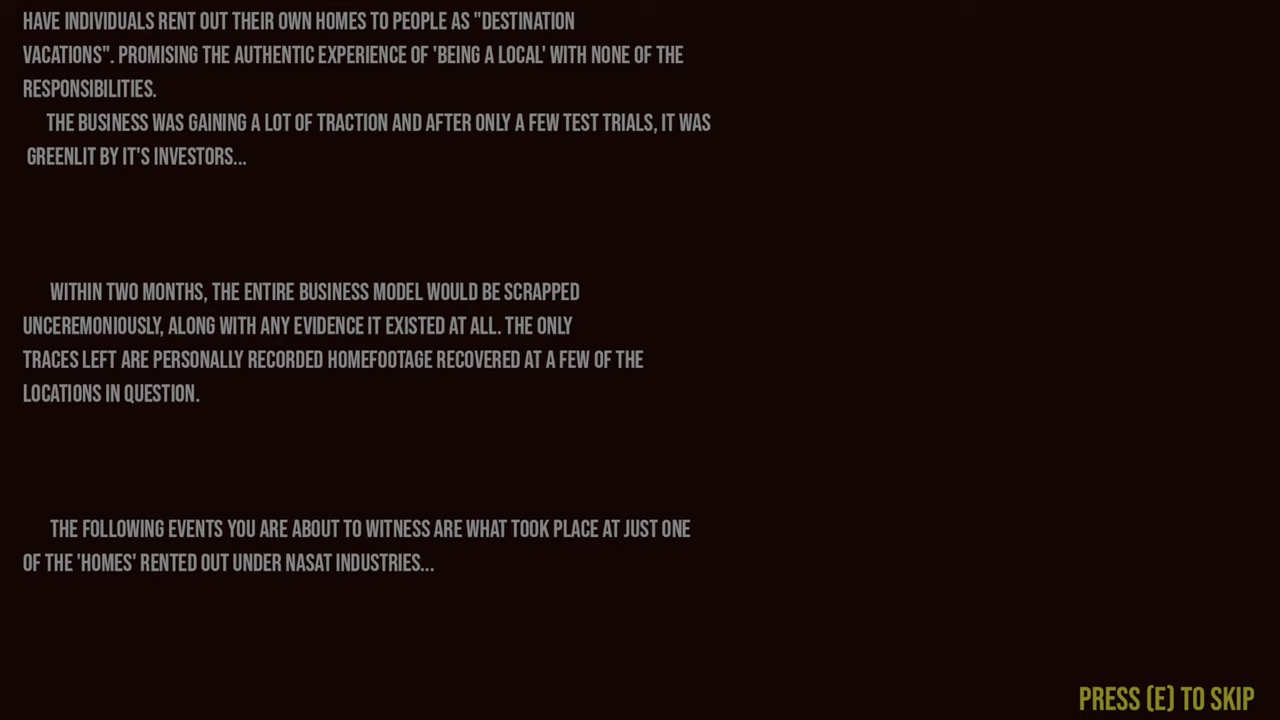 HAVE INDIVIDUALS RENT OUT THEIR OWN HOMES TO PEOPLE AS "DESTINATION
VACATIONS". PROMISING THE AUTHENTIC EXPERIENCE OF 'BEING A LOCAL' WITH NONE OF THE
RESPONSIBILITIES.
THE BUSINESS WAS GAINING A LOT OF TRACTION AND AFTER ONLY A FEW TEST TRIALS, IT WAS
GREENLIT BY IT'S INVESTORS...
WITHIN TWO MONTHS, THE ENTIRE BUSINESS MODEL WOULD BE SCRAPPED
UNCEREMONIOUSLY, ALONG WITH ANY EVIDENCE IT EXISTED AT ALL. THE ONLY
TRACES LEFT ARE PERSONALLY RECORDED HOMEFOOTAGE RECOVERED AT A FEW OF THE
LOCATIONS IN QUESTION.
THE FOLLOWING EVENTS YOU ARE ABOUT TO WITNESS ARE WHAT TOOK PLACE AT JUST ONE
OF THE 'HOMES' RENTED OUT UNDER NASAT INDUSTRIES...
PRESS (E) TO SKIP